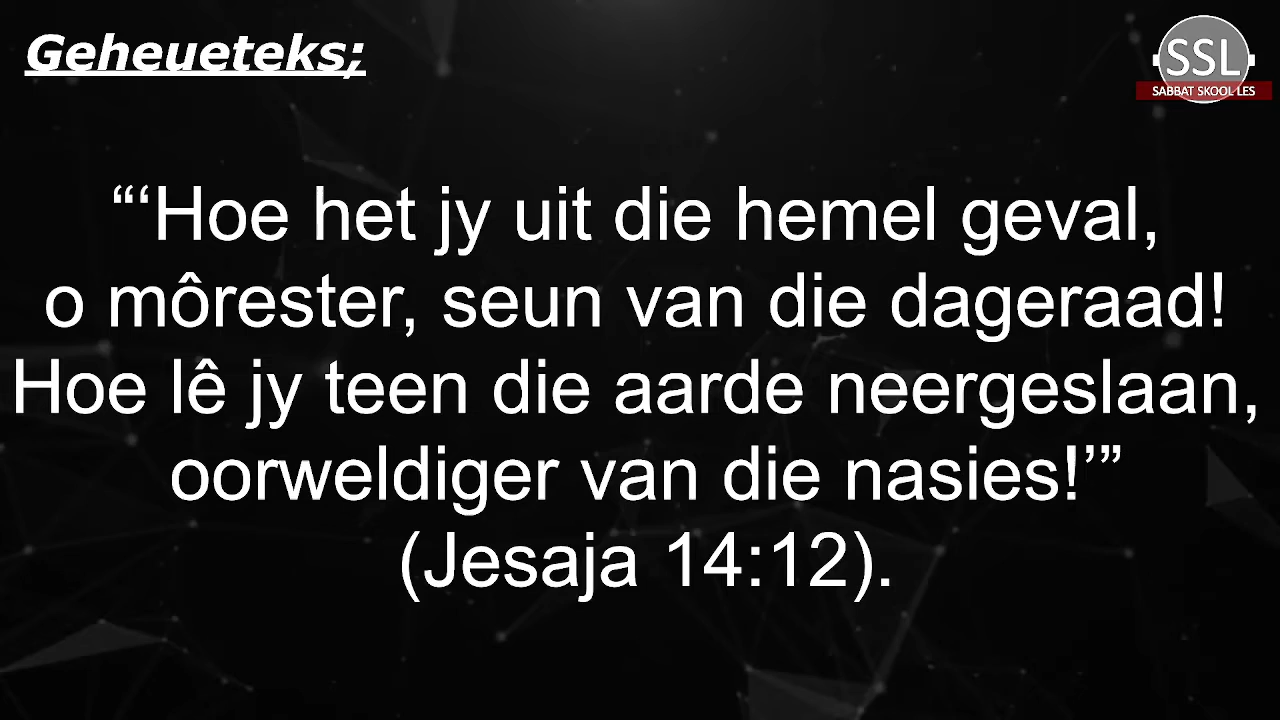 Geheueteks;
SSL
SABBAT SKOOL LES
“‘Hoe het jy uit die hemel geval,
o môrester, seun van die dageraad!
Hoe lê jy teen die aarde neergeslaan,
oorweldiger van die nasies!’”
(Jesaja 14:12).